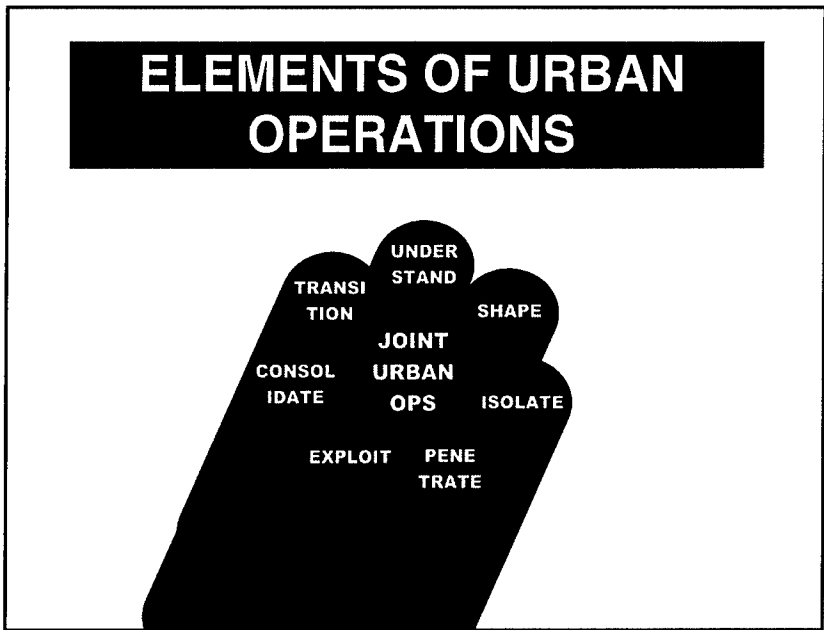 ELEMENTS OF URBAN
OPERATIONS
UNDER
STAND
SHAPE
ISOLATE
PENE
TRATE
EXPLOIT
CONSOL
IDATE
TRANSI
TION
JOINT
URBAN
OPS